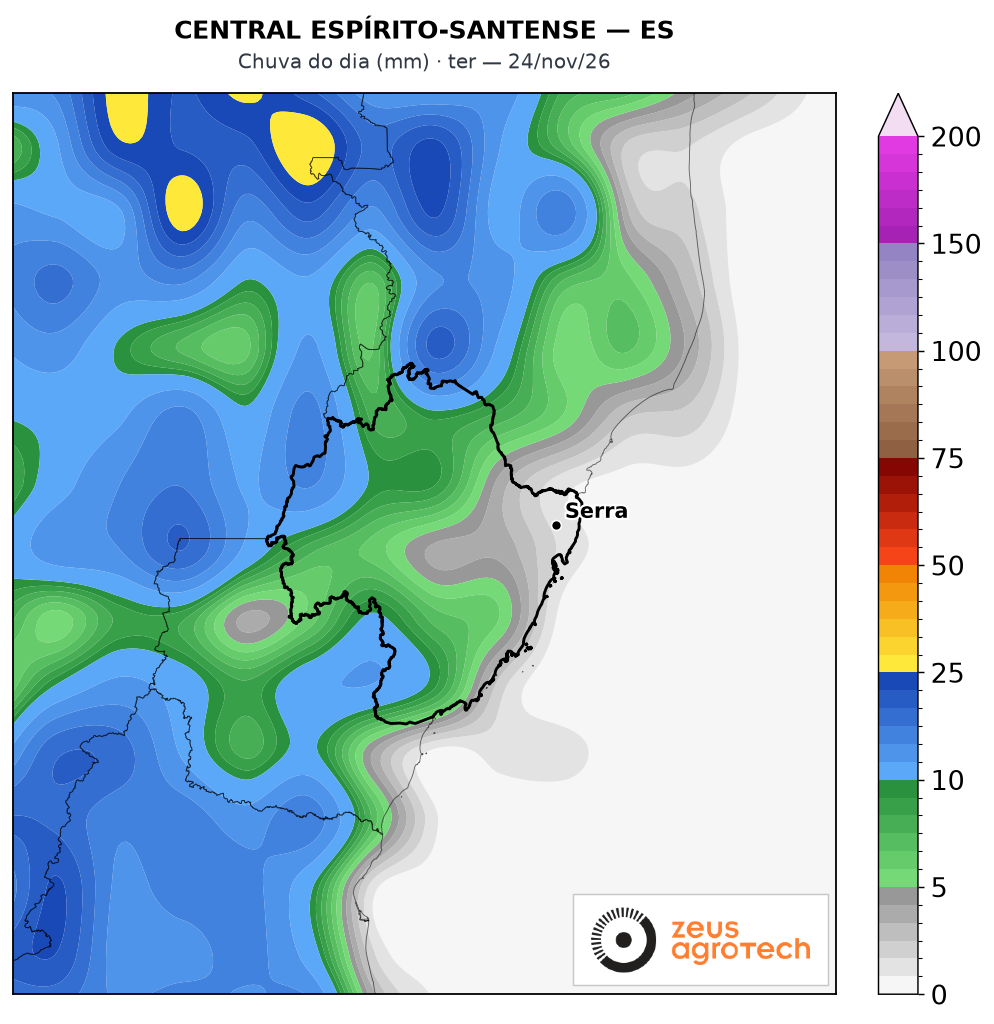 CENTRAL ESPÍRITO-SANTENSE — ES
Chuva do dia (mm) · ter — 24/nov/26
200
150
100
75
50
25
10
5
0
Serra
zeus
agrotech